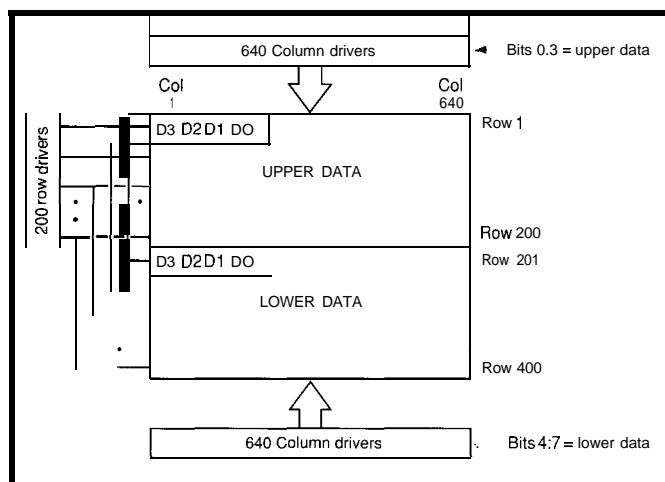 640 Column drivers
Bits 0.3 = upper data
Col
1
Col
640
200 row drivers
D3 D2 D1 DO
Row 1
UPPER DATA
Row 200
D3 D2 D1 DO
Row 201
LOWER DATA
Row 400
640 Column drivers
Bits 4:7 = lower data